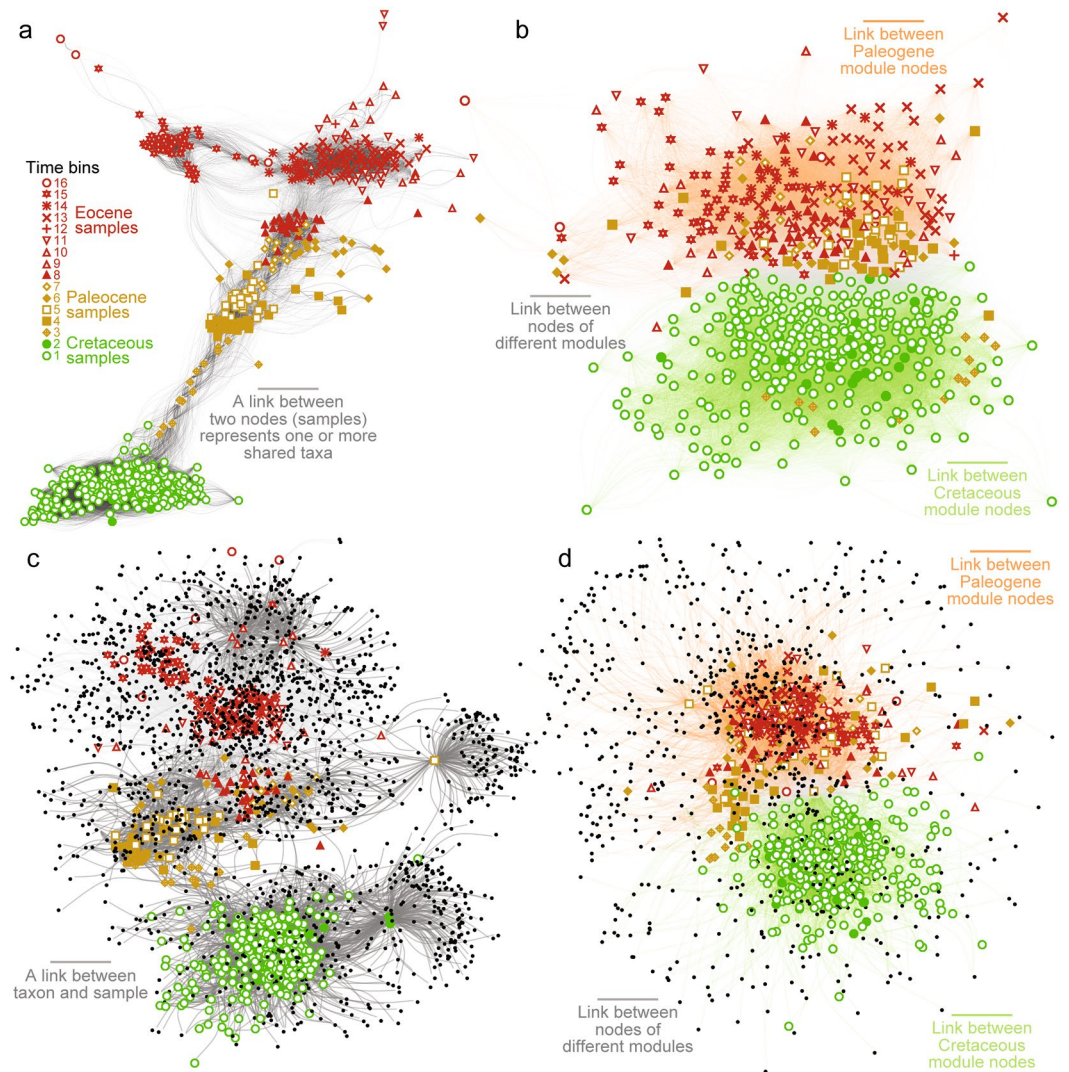 a
b
Link between
Paleogene
module nodes
Time bins
16
15
14
13
12
11
10
9
8
7
6
5
4
3
2
1
Eocene
samples
Paleocene
samples
Cretaceous
samples
A link between
two nodes (samples)
represents one or more
shared taxa
Link between
nodes of
different modules
Link between
Cretaceous
module nodes
c
d
Link between
Paleogene
module nodes
A link between
taxon and sample
Link between
nodes of
different modules
Link between
Cretaceous
module nodes